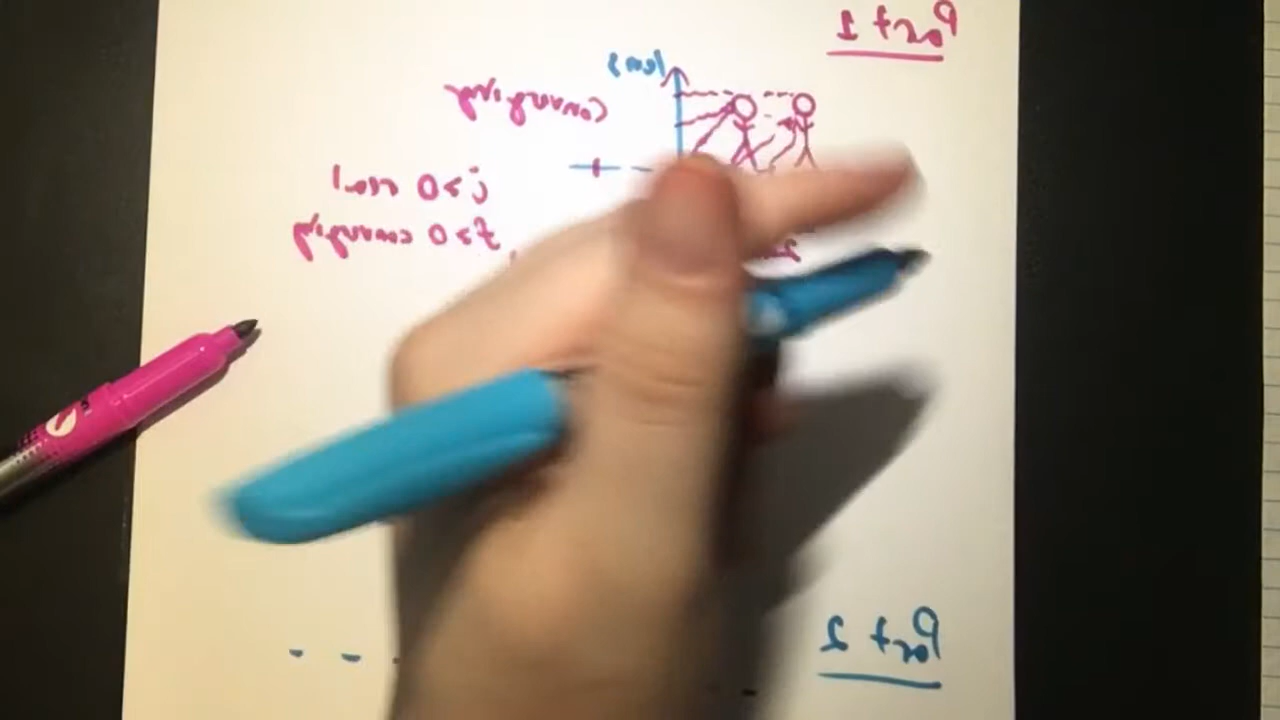 Part 1
lens
converging
i>0 real
f>0 converging
Part 2